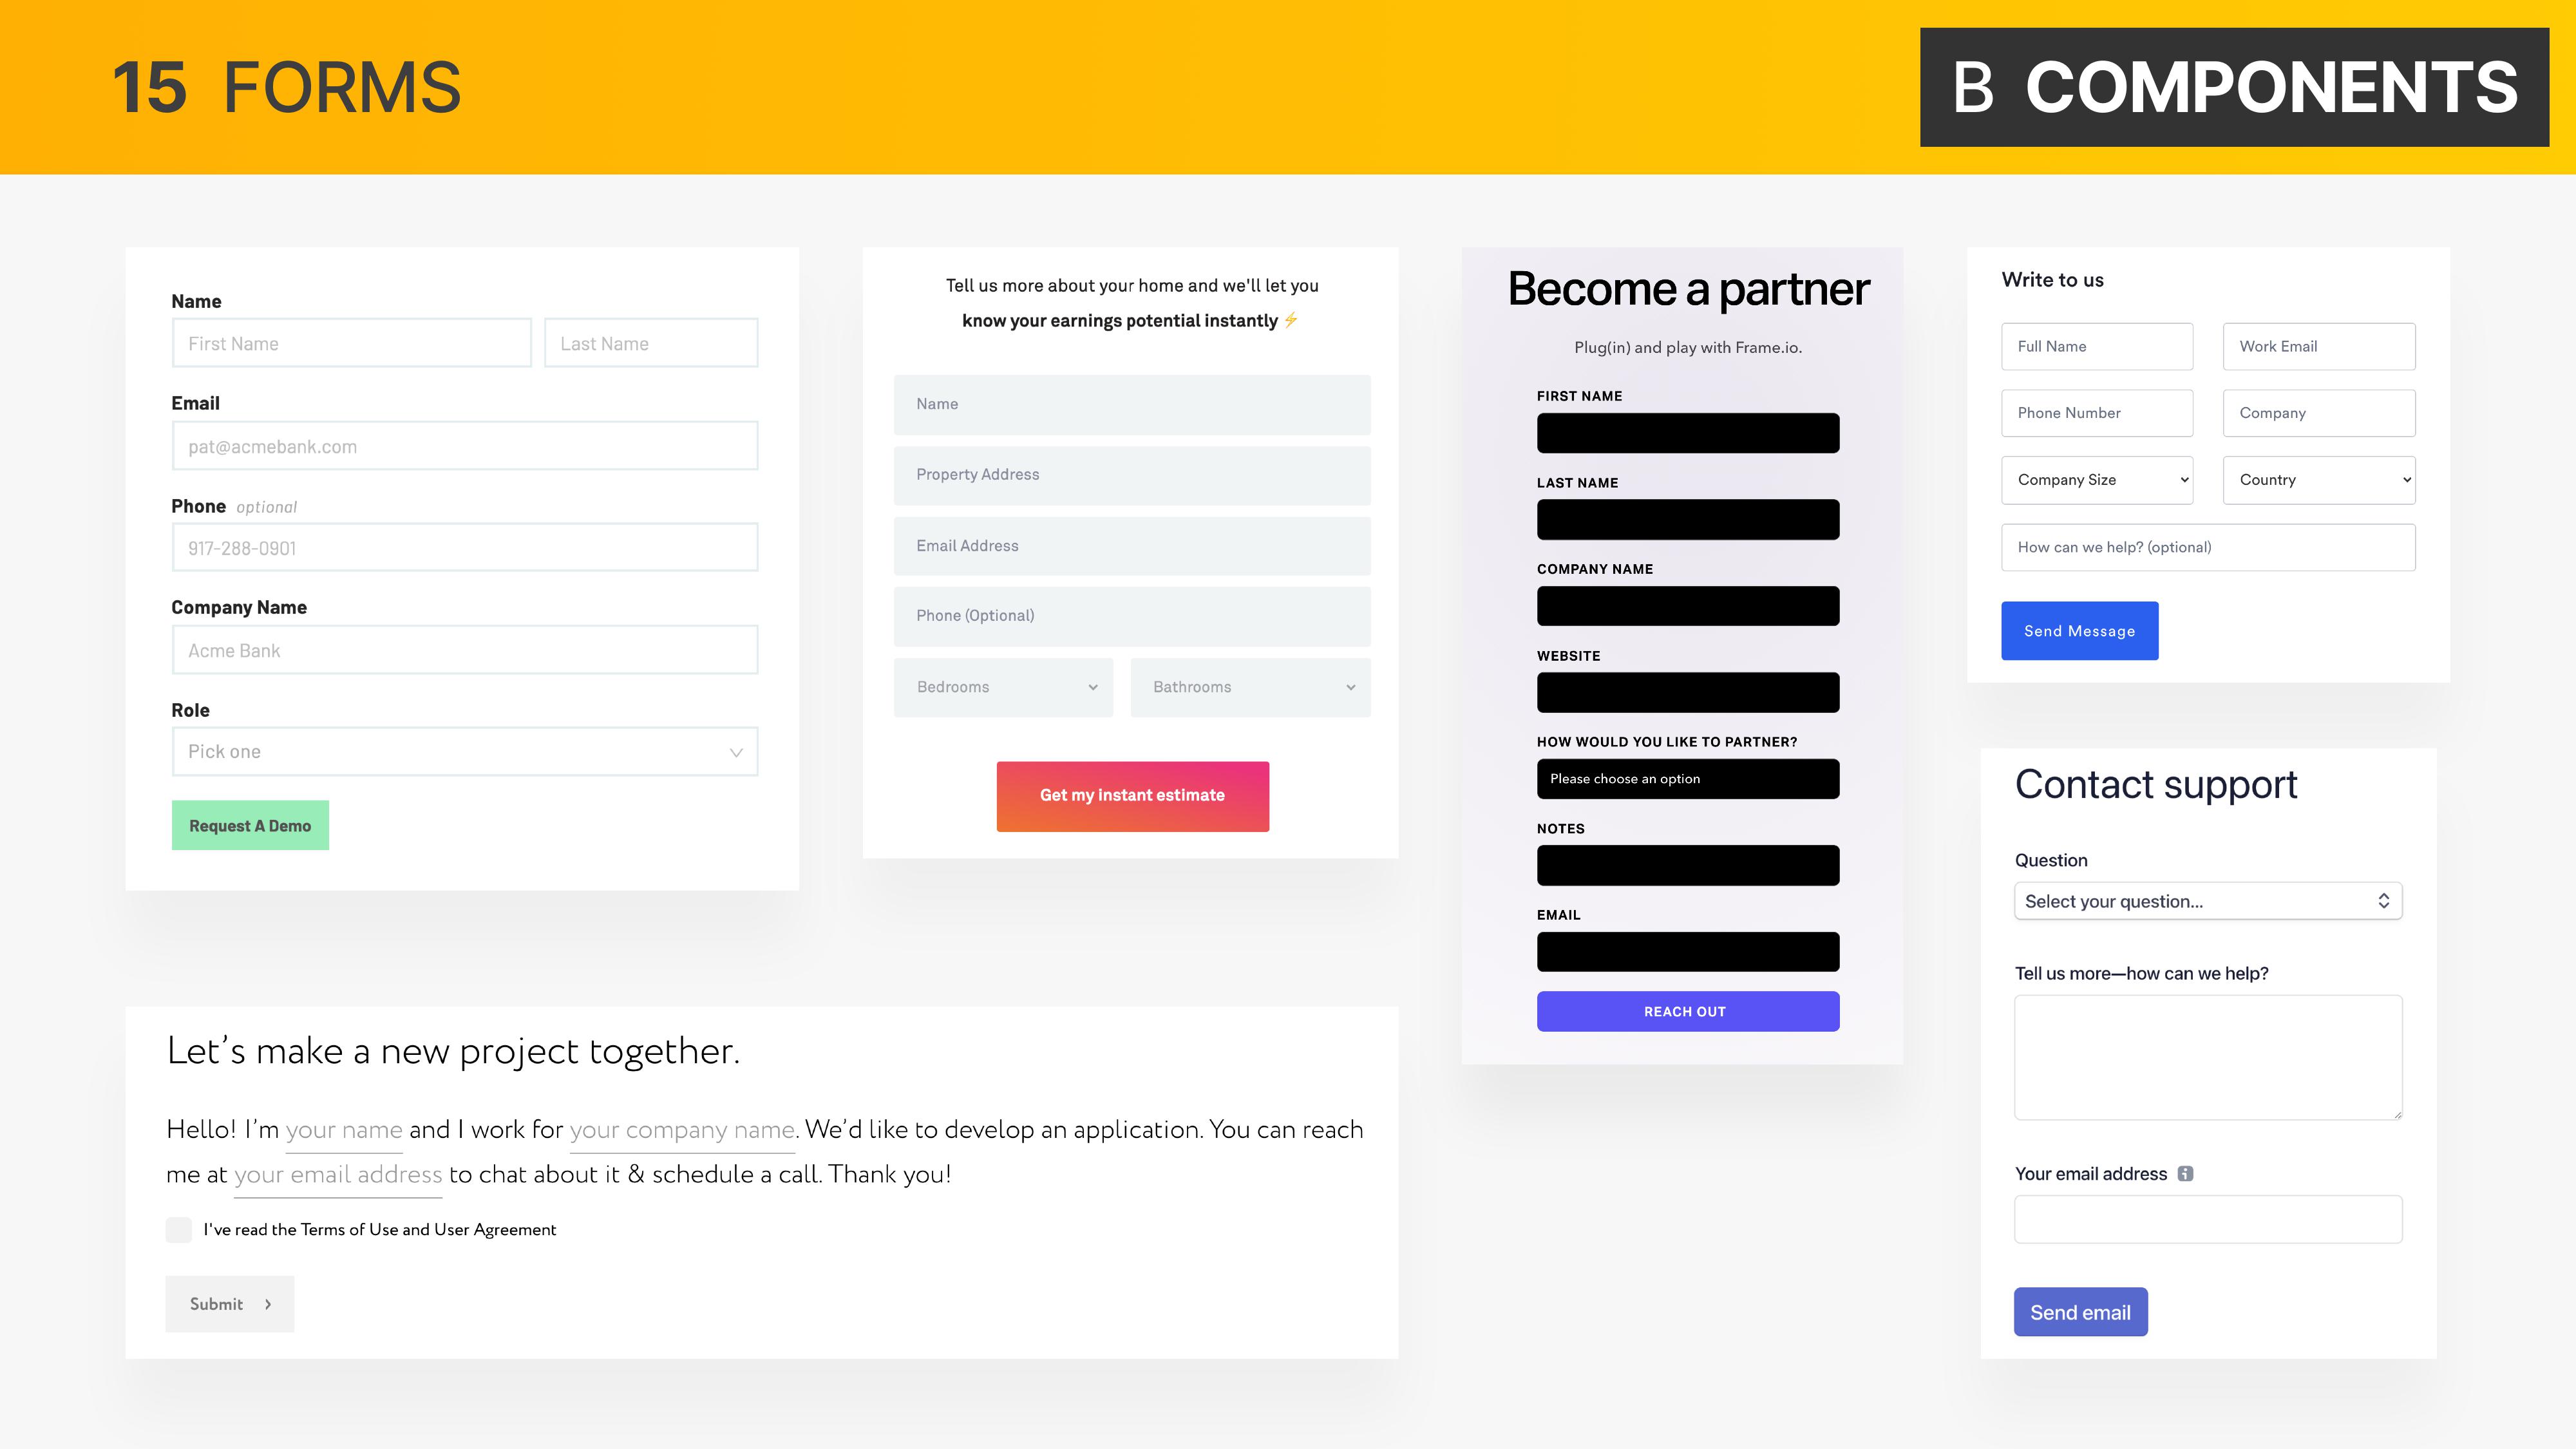 15 FORMS
B COMPONENTS
Name
First Name
Last Name
Email
pat@acmebank.com
Phone optional
917-288-0901
Company Name
Acme Bank
Role
Pick one
Request A Demo
Tell us more about your home and we'll let you
know your earnings potential instantly ⚡
Name
Property Address
Email Address
Phone (Optional)
Bedrooms
Bathrooms
Get my instant estimate
Become a partner
Plug(in) and play with Frame.io.
FIRST NAME
LAST NAME
COMPANY NAME
WEBSITE
HOW WOULD YOU LIKE TO PARTNER?
Please choose an option
NOTES
EMAIL
REACH OUT
Write to us
Full Name
Work Email
Phone Number
Company
Company Size
Country
How can we help? (optional)
Send Message
Contact support
Question
Select your question...
Tell us more—how can we help?
Your email address
Send email
Let’s make a new project together.
Hello! I’m your name and I work for your company name. We’d like to develop an application. You can reach
me at your email address to chat about it & schedule a call. Thank you!
I've read the Terms of Use and User Agreement
Submit